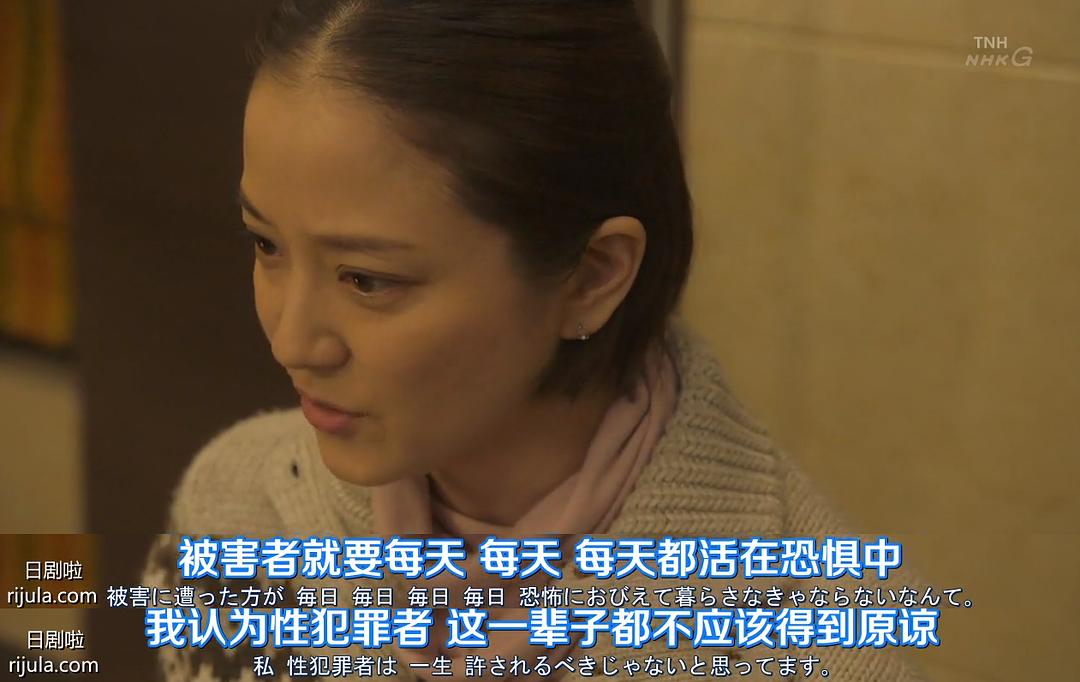 TNH
NHK G
被害者就要每天 每天 每天都活在恐惧中
日剧啦
rijula.com
被害に遭った方が 毎日 毎日 毎日 毎日 恐怖におびえて暮らさなきゃならないなんて。
我认为性犯罪者 这一辈子都不应该得到原谅
日剧啦
rijula.com
私 性犯罪者は 一生 許されるべきじゃないと思ってます。